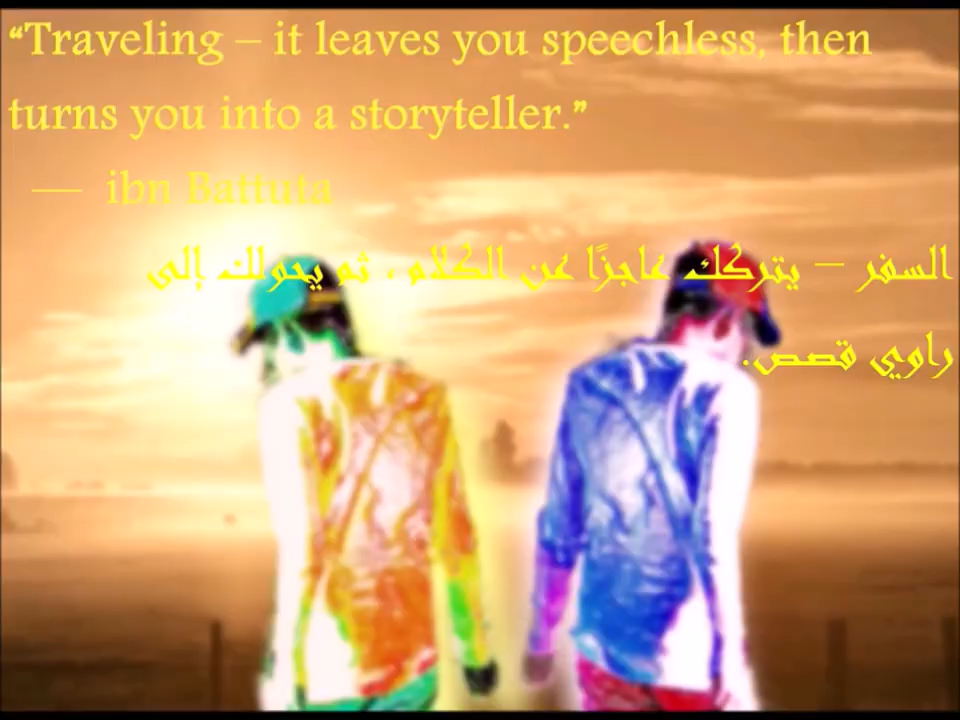 “Traveling – it leaves you speechless, then
turns you into a storyteller.”
— ibn Battuta
السفر – يتركك عاجزًا عن الكلام ، ثم يحولك إلى
راوي قصص.